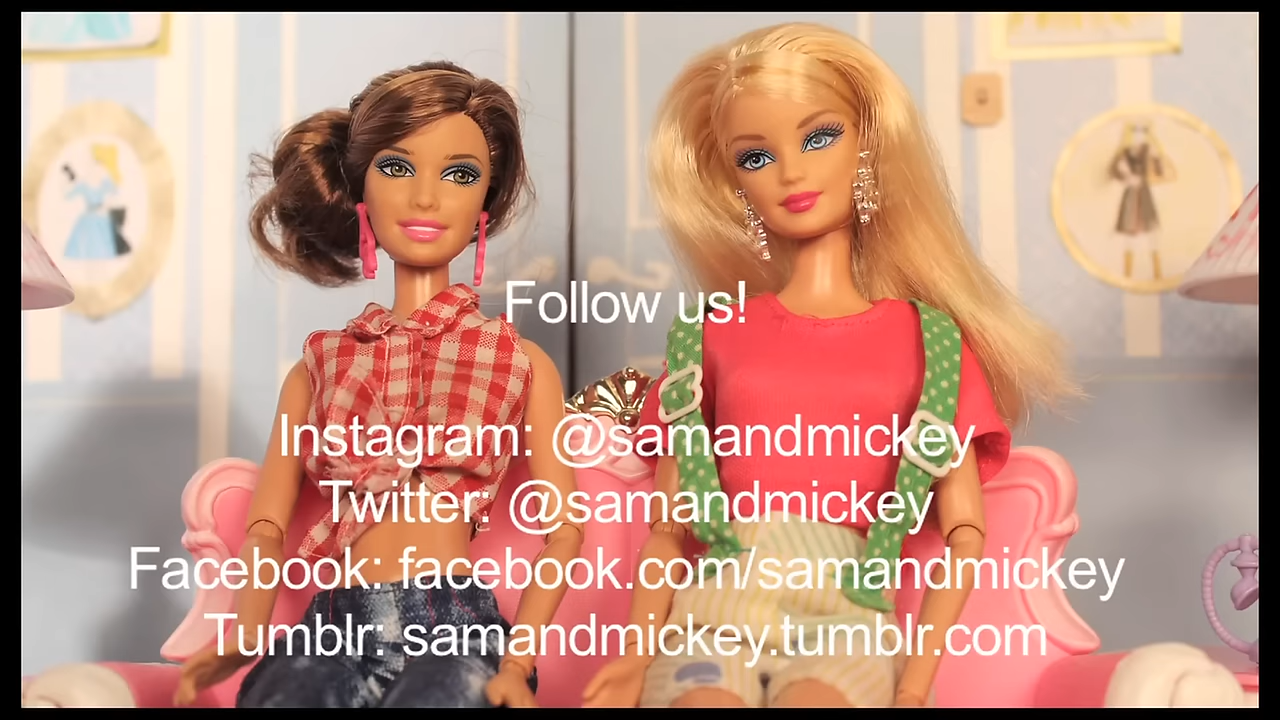 Follow us!
Instagram: @samandmickey
Twitter: @samandmickey
Facebook: facebook.com/samandmickey
Tumblr: samandmickey.tumblr.com